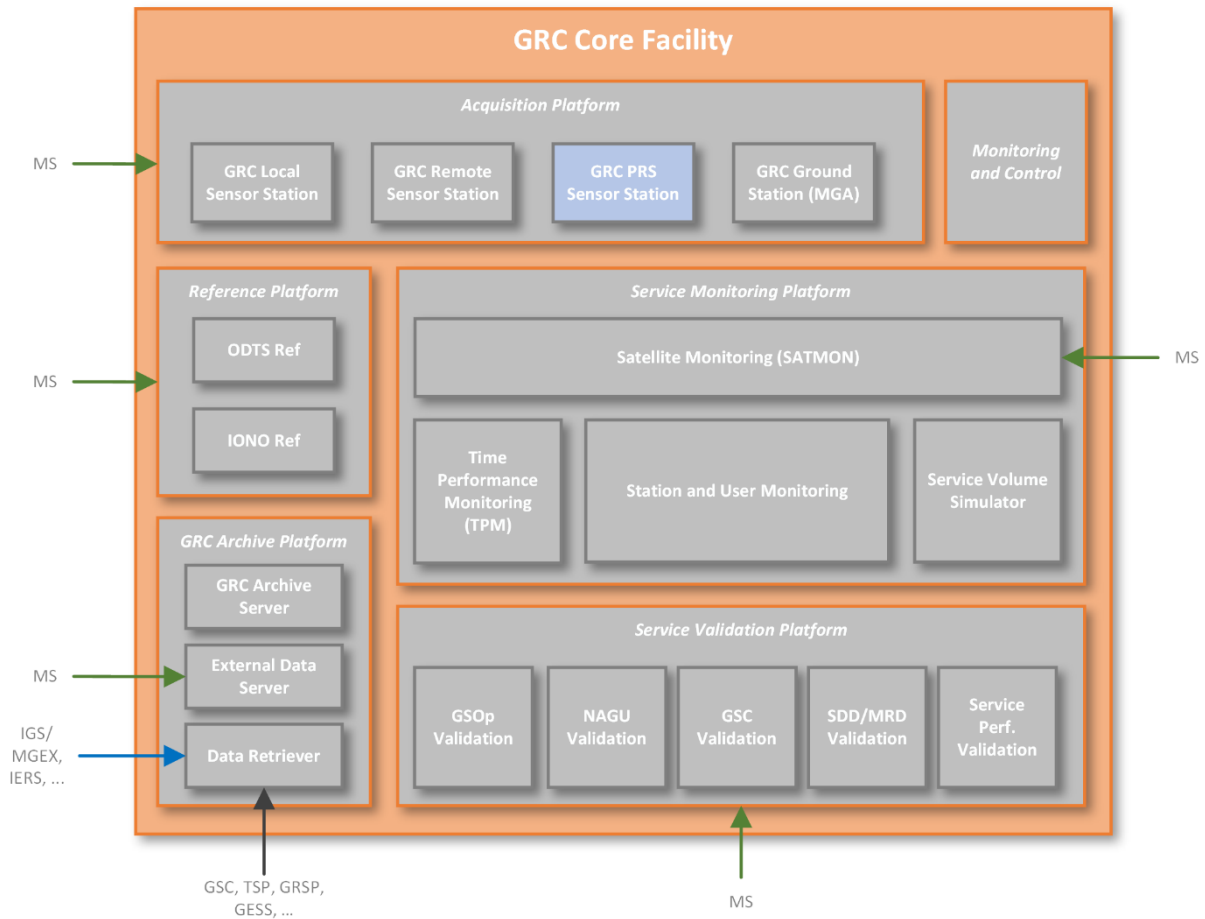 GRC Core Facility
Acquisition Platform
MS
GRC Local
Sensor Station
GRC Remote
Sensor Station
GRC PRS
Sensor Station
GRC Ground
Station (MGA)
Monitoring
and Control
Reference Platform
MS
ODTS Ref
IONO Ref
Service Monitoring Platform
Satellite Monitoring (SATMON)
MS
Time
Performance
Monitoring
(TPM)
Station and User Monitoring
Service Volume
Simulator
GRC Archive Platform
GRC Archive
Server
MS
External Data
Server
IGS/
MGEX,
IERS, ...
Data Retriever
GSC, TSP, GRSP,
GESS, ...
Service Validation Platform
GSOp
Validation
NAGU
Validation
GSC
Validation
SDD/MRD
Validation
Service
Perf.
Validation
MS